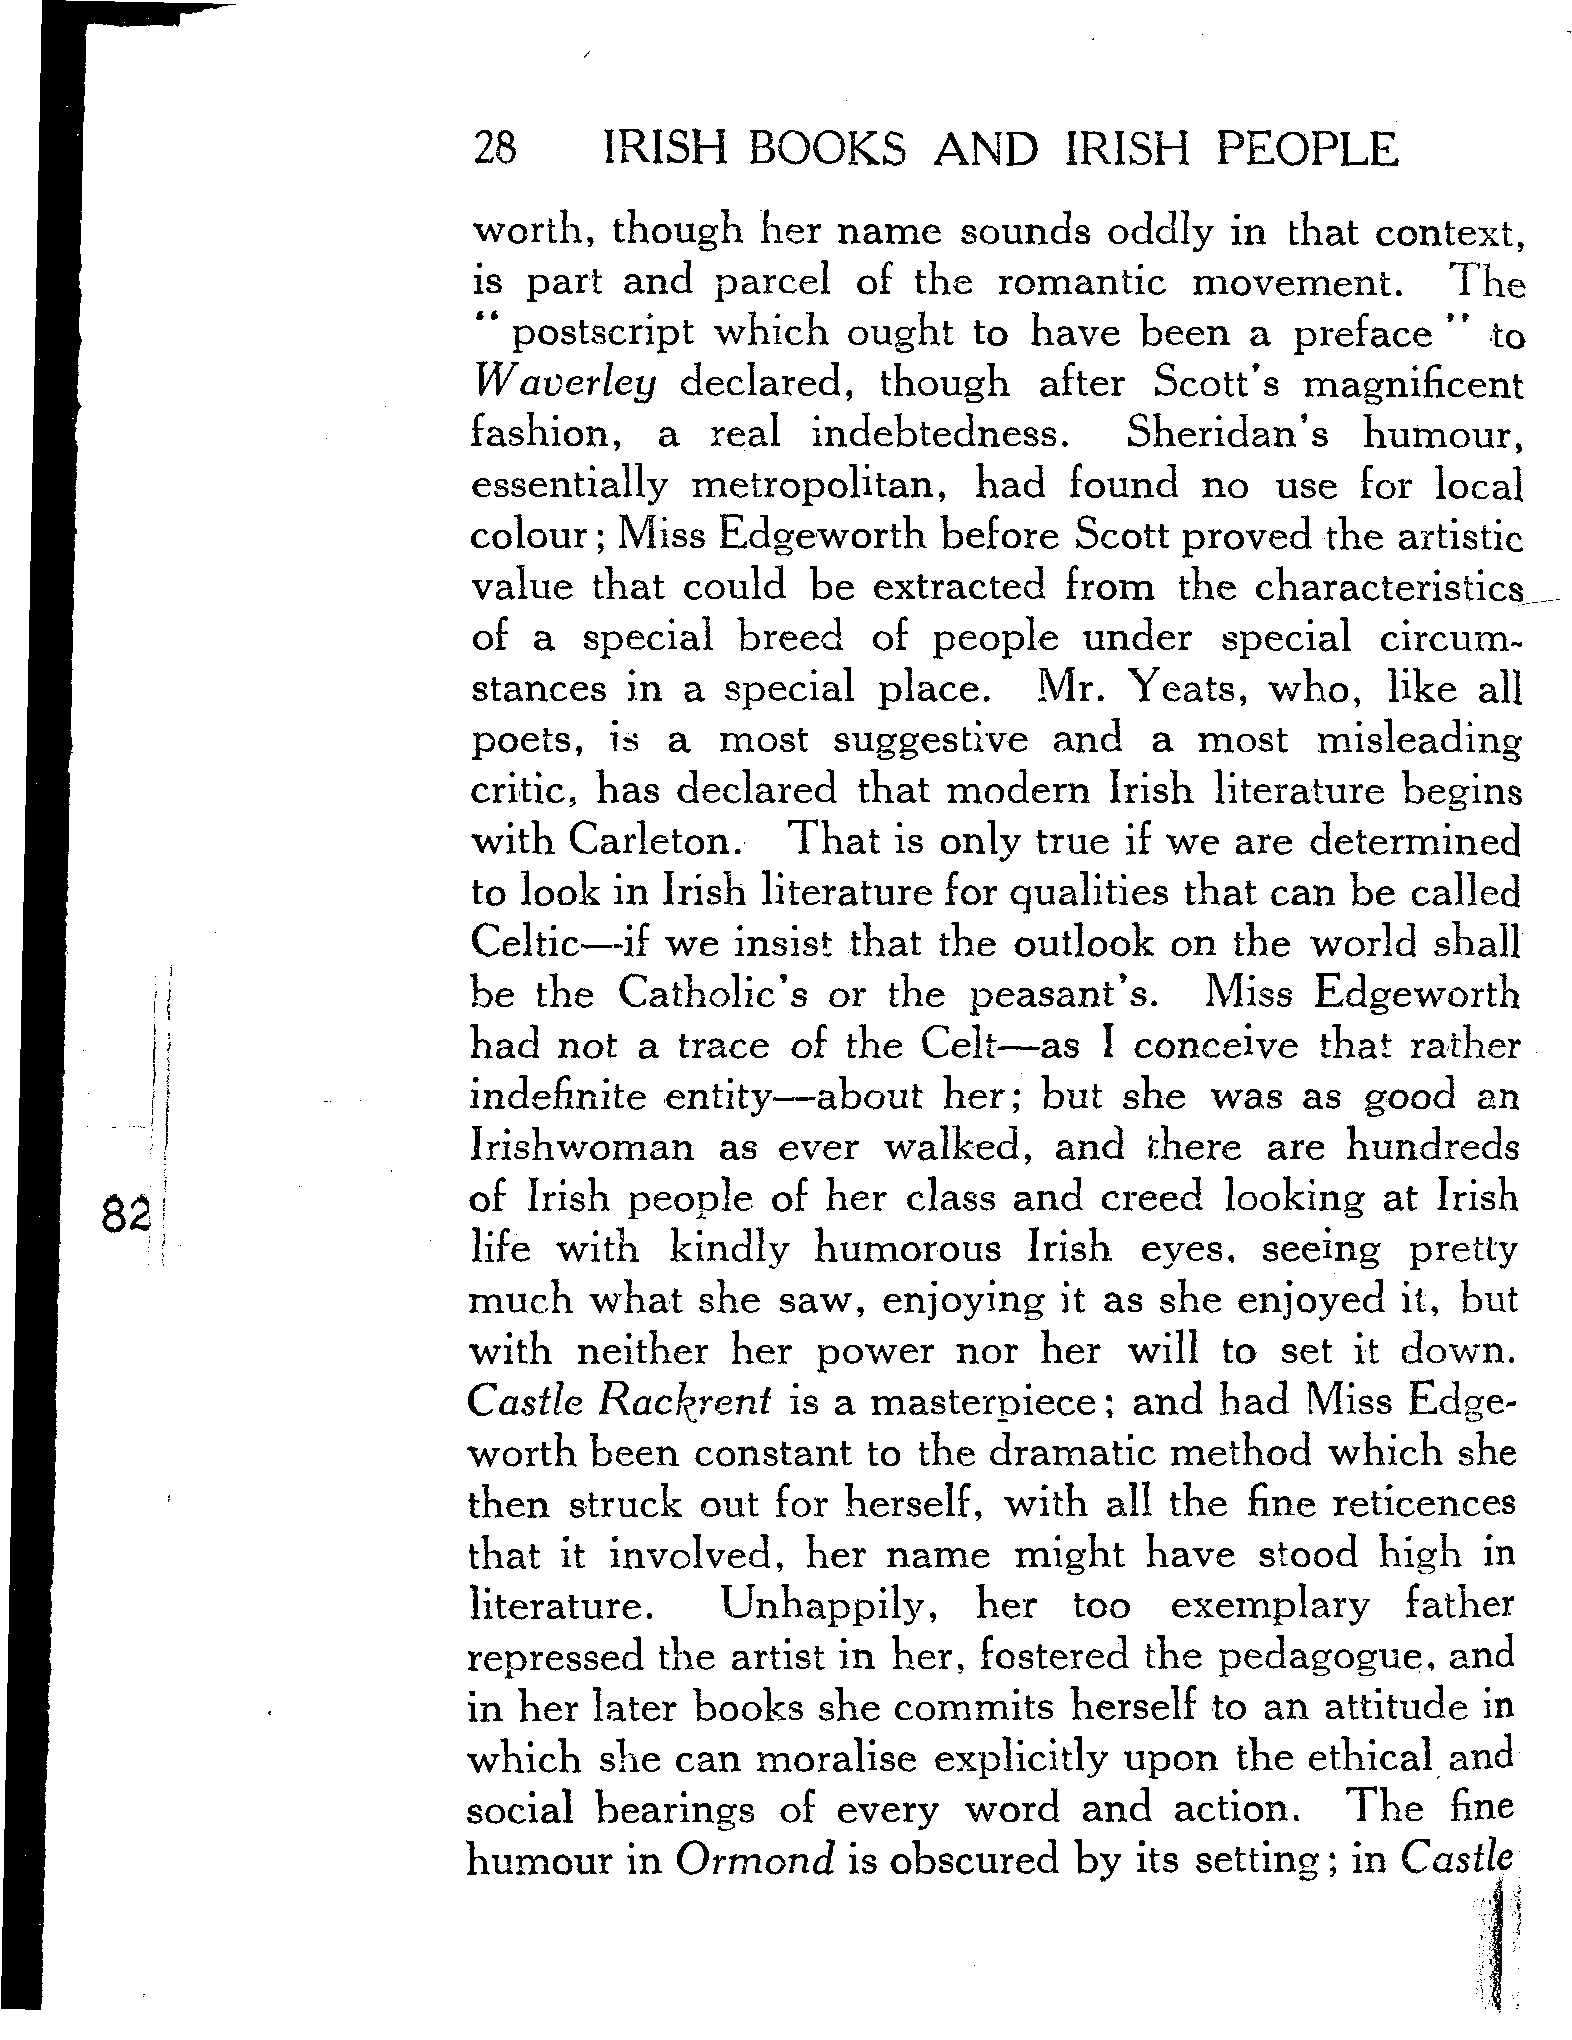 28 IRISH BOOKS AND IRISH PEOPLE
worth, though her name sounds oddly in that context,
is part and parcel of the romantic movement. The
" postscript which ought to have been a preface " to
Waverley declared, though after Scott's magnificent
fashion, a real indebtedness. Sheridan's humour,
essentially metropolitan, had found no use for local
colour; Miss Edgeworth before Scott proved the artistic
value that could be extracted from the characteristics
of a special breed of people under special circum-
stances in a special place. Mr. Yeats, who, like all
poets, is a most suggestive and a most misleading
critic, has declared that modern Irish literature begins
with Carleton. That is only true if we are determined
to look in Irish literature for qualities that can be called
Celtic—if we insist that the outlook on the world shall
be the Catholic's or the peasant's. Miss Edgeworth
had not a trace of the Celt—as I conceive that rather
indefinite entity—about her; but she was as good an
Irishwoman as ever walked, and there are hundreds
of Irish people of her class and creed looking at Irish
life with kindly humorous Irish eyes, seeing pretty
much what she saw, enjoying it as she enjoyed it, but
with neither her power nor her will to set it down.
Castle Rackrent is a masterpiece; and had Miss Edge-
worth been constant to the dramatic method which she
then struck out for herself, with all the fine reticences
that it involved, her name might have stood high in
literature. Unhappily, her too exemplary father
repressed the artist in her, fostered the pedagogue, and
in her later books she commits herself to an attitude in
which she can moralise explicitly upon the ethical and
social bearings of every word and action. The fine
humour in Ormond is obscured by its setting; in Castle
82